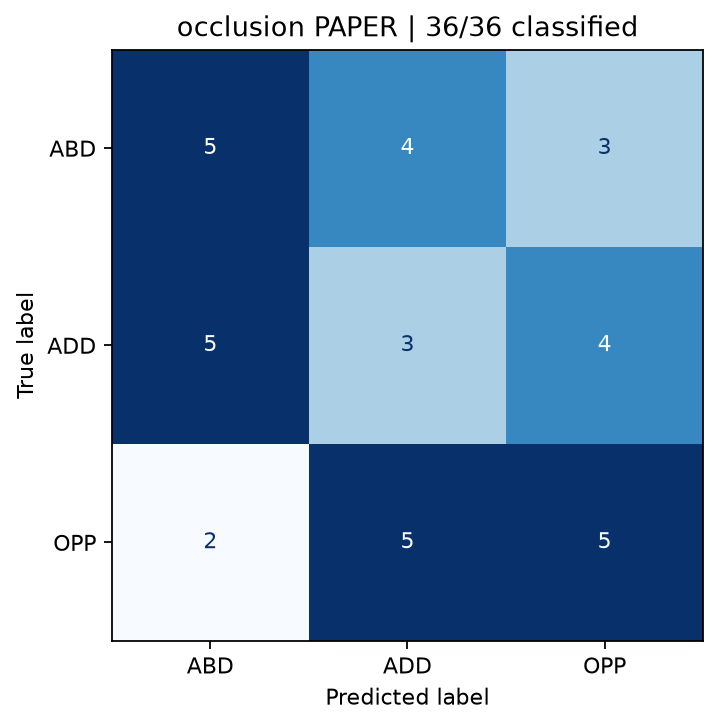 occlusion PAPER | 36/36 classified
True label
ABD 5 4 3
ADD 5 3 4
OPP 2 5 5
ABD ADD OPP
Predicted label